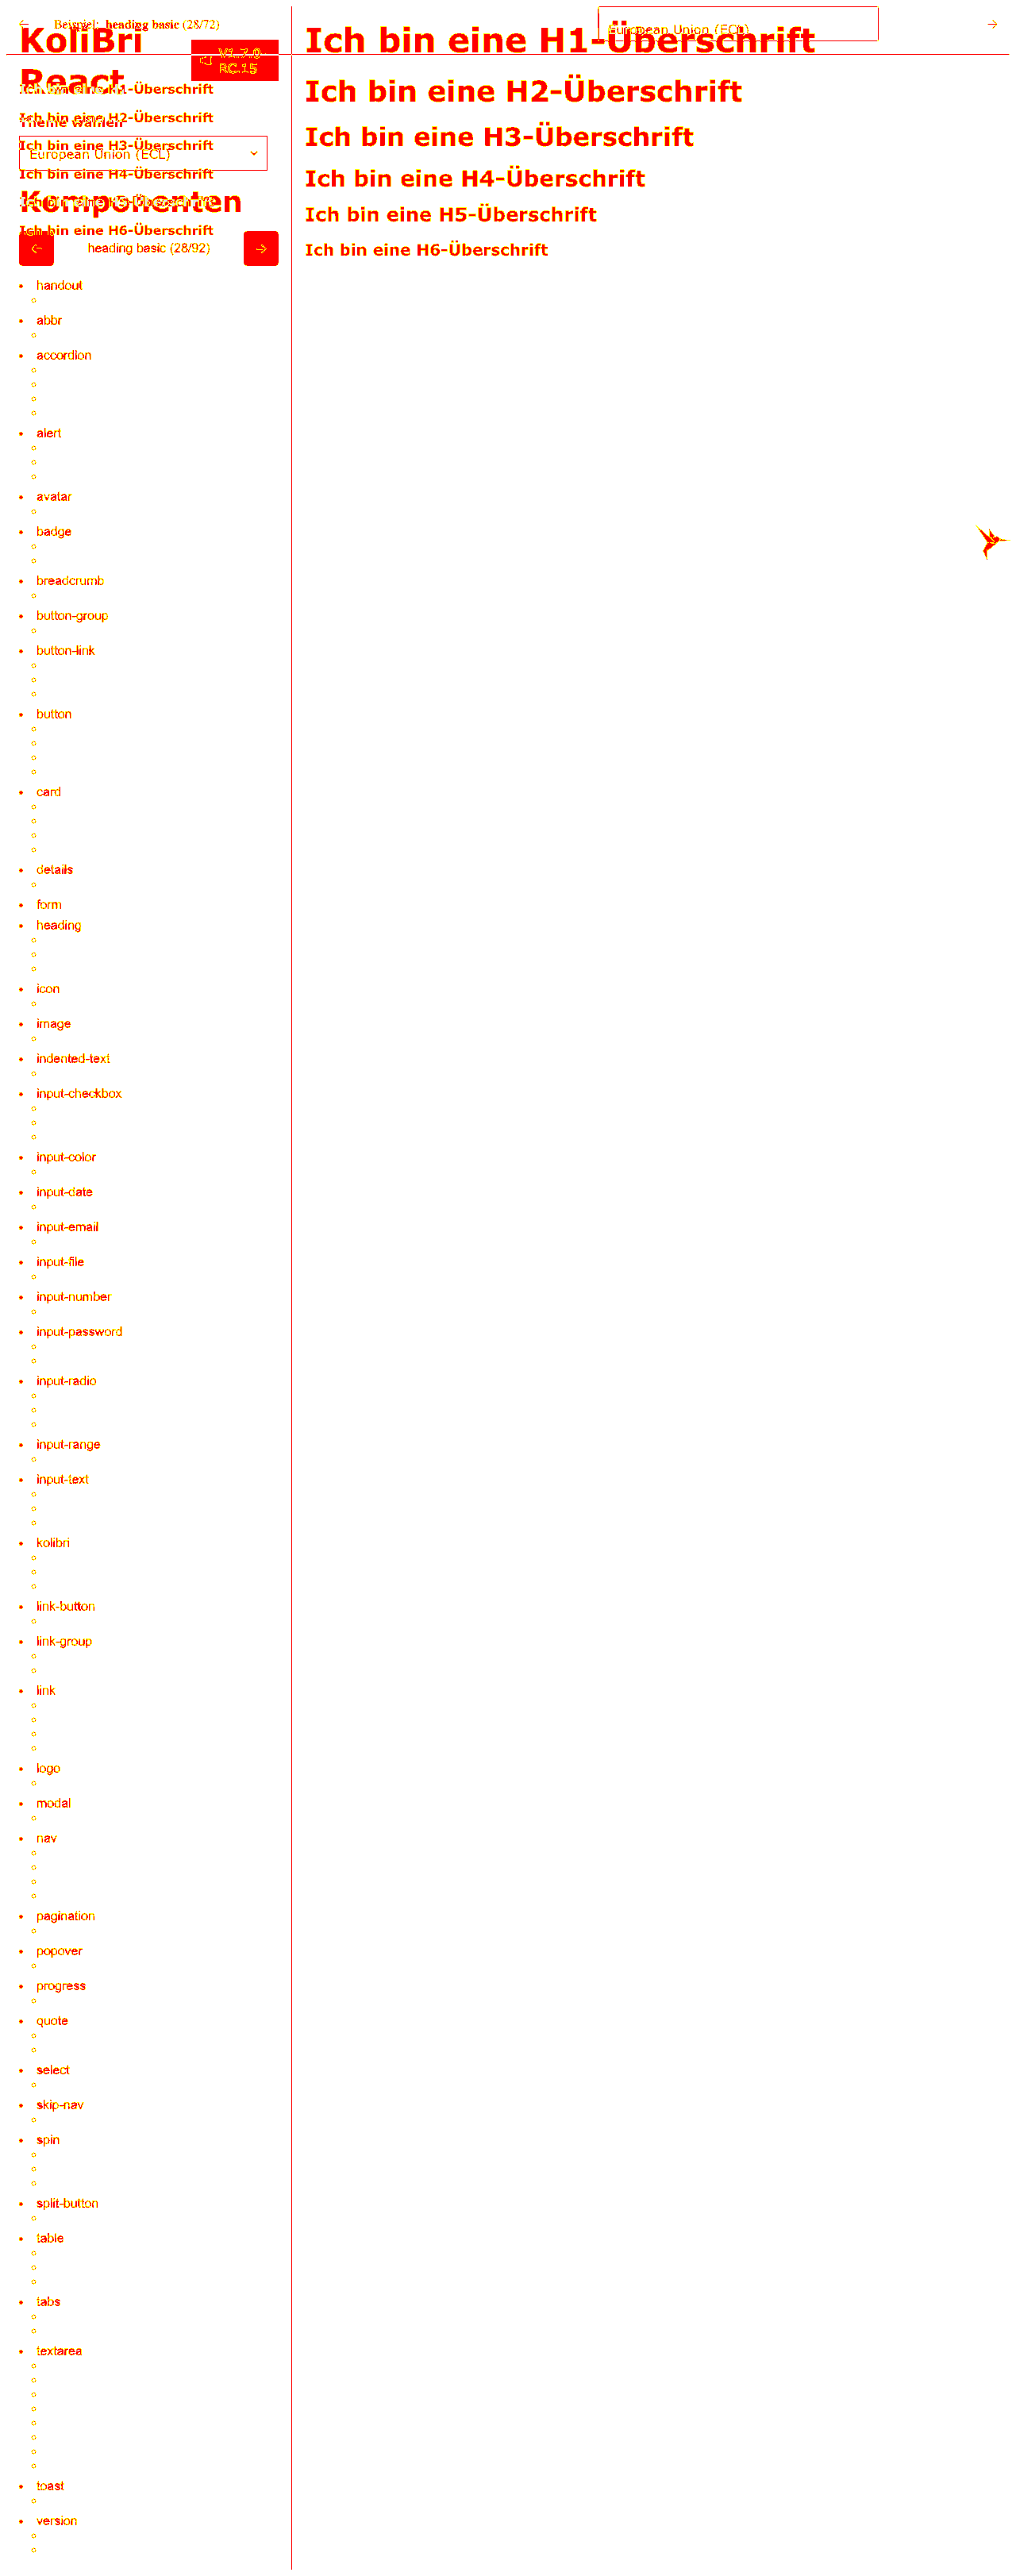 Beispiel: heading basic (28/72)
KoliBri
React
V1.7.0
RC.15
European Union (ECL)
Ich bin eine H1-Überschrift
Ich bin eine H2-Überschrift
Ich bin eine H3-Überschrift
Ich bin eine H4-Überschrift
Ich bin eine H5-Überschrift
Ich bin eine H6-Überschrift
Ich bin eine H1-Überschrift
Ich bin eine H2-Überschrift
Theme wählen
Ich bin eine H3-Überschrift
European Union (ECL)
Ich bin eine H4-Überschrift
Ich bin eine H5-Überschrift
Komponenten
Ich bin eine H6-Überschrift
heading basic (28/92)
handout
abbr
accordion
alert
avatar
badge
breadcrumb
button-group
button-link
button
card
details
form
heading
icon
image
indented-text
input-checkbox
input-color
input-date
input-email
input-file
input-number
input-password
input-radio
input-range
input-text
kolibri
link-button
link-group
link
logo
modal
nav
pagination
popover
progress
quote
select
skip-nav
spin
split-button
table
tabs
textarea
toast
version